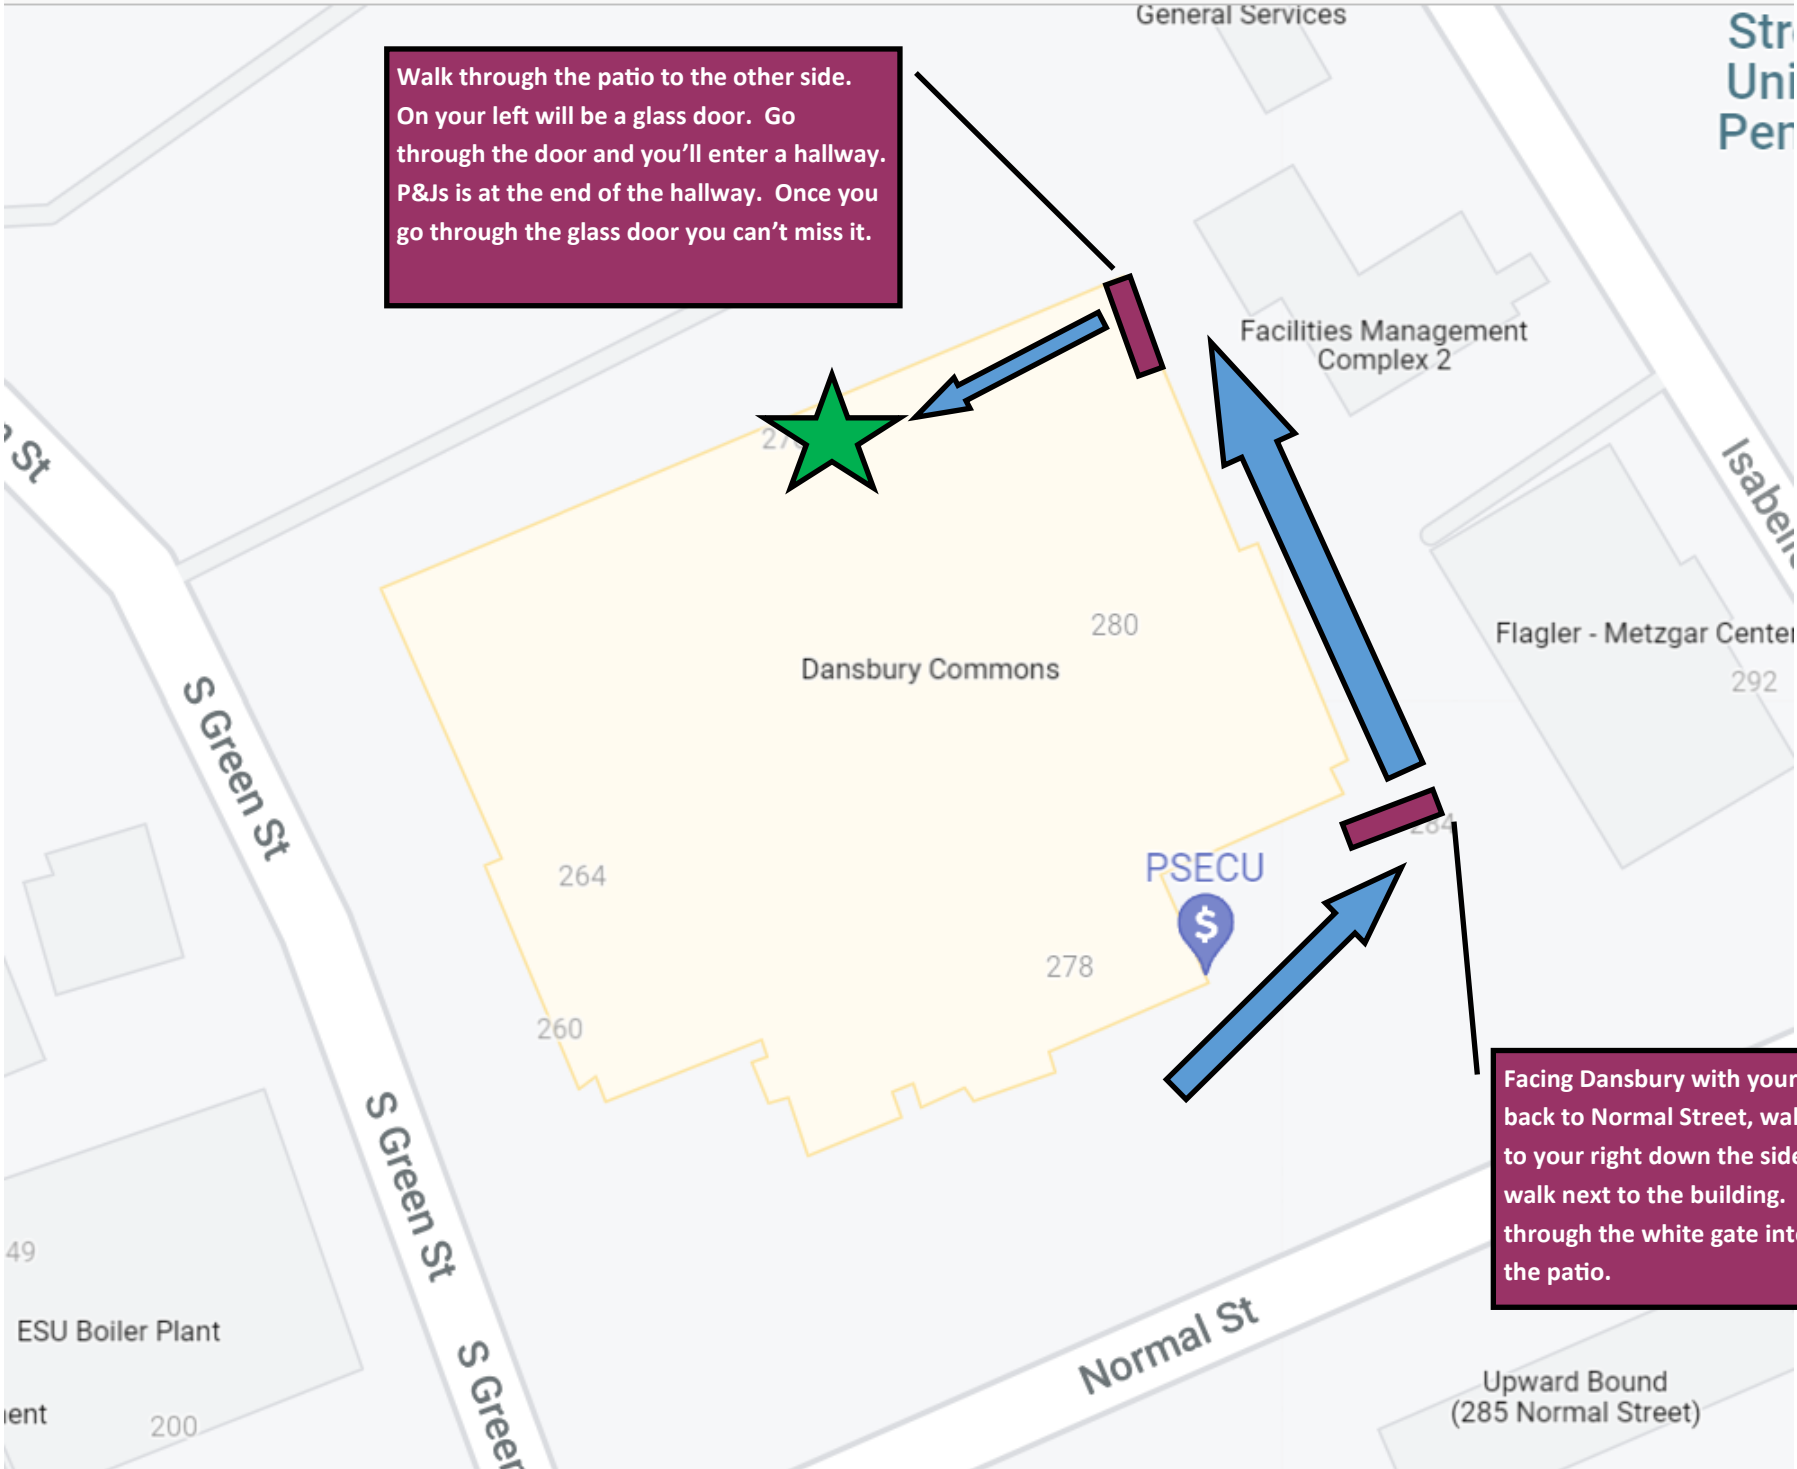 General Services
Walk through the patio to the other side.
On your left will be a glass door. Go
through the door and you'll enter a hallway.
P&Js is at the end of the hallway. Once you
go through the glass door you can't miss it.
Facilities Management
Complex 2
St
280
Dansbury Commons
Flagler - Metzgar Center
292
S Green St
284
PSECU
$
264
278
260
Facing Dansbury with your
back to Normal Street,
to your right down the side
walk next to the building.
through the white gate
the patio.
S Green St
49
ESU Boiler Plant
200
S Green
Normal St
Upward Bound
(285 Normal Street)